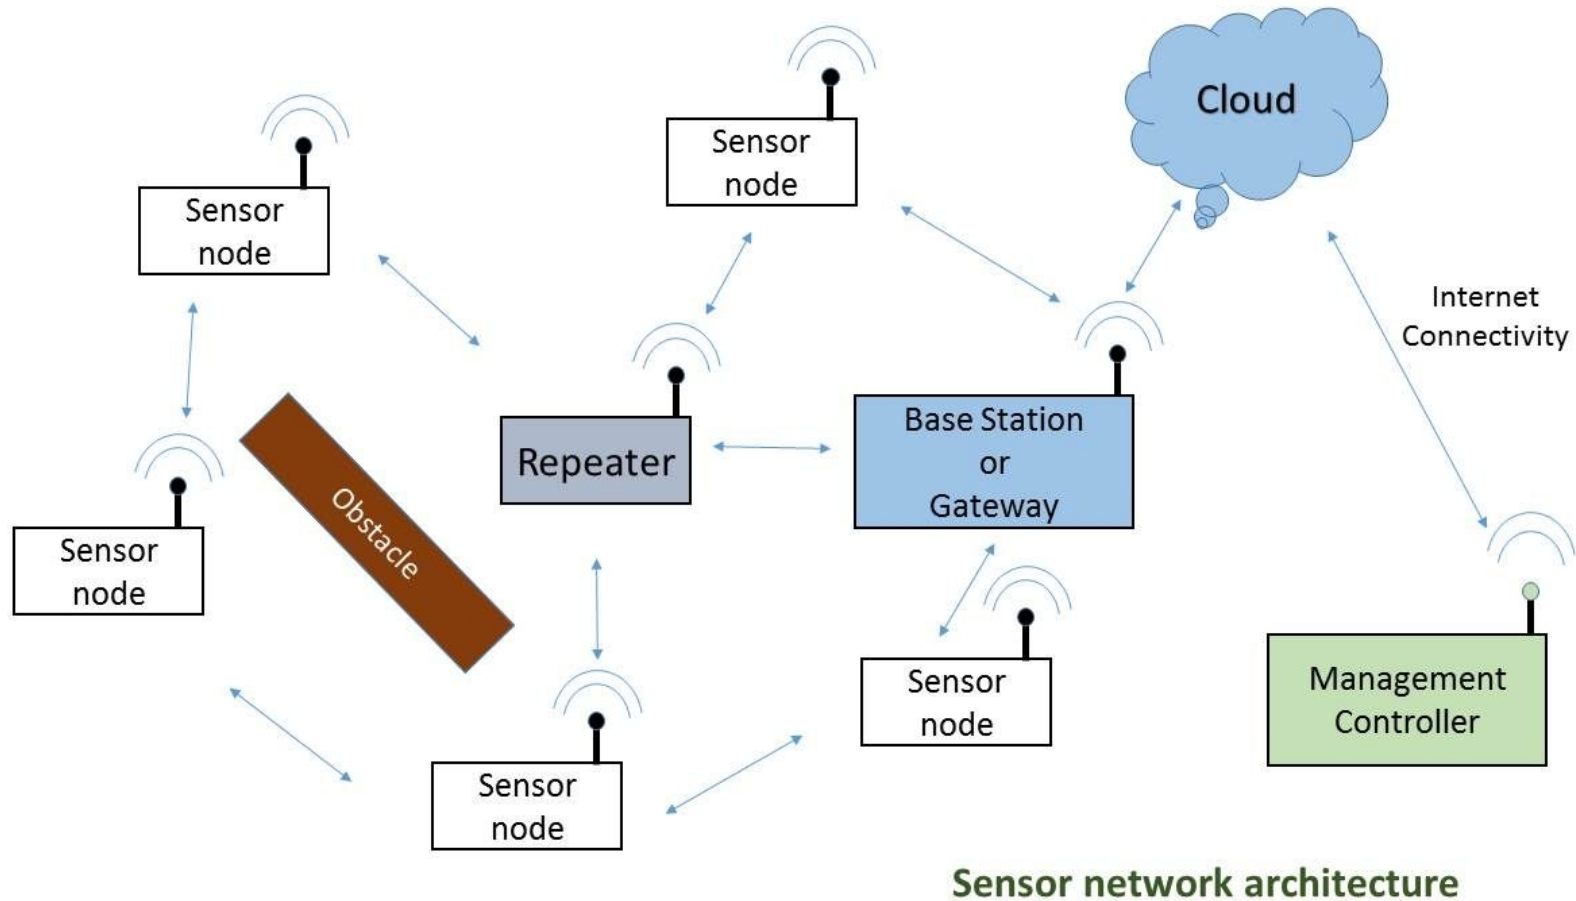 Cloud
Sensor
node
Sensor
node
Internet
Connectivity
Repeater
Base Station
or
Gateway
Obstacle
Sensor
node
Sensor
node
Management
Controller
Sensor
node
Sensor network architecture